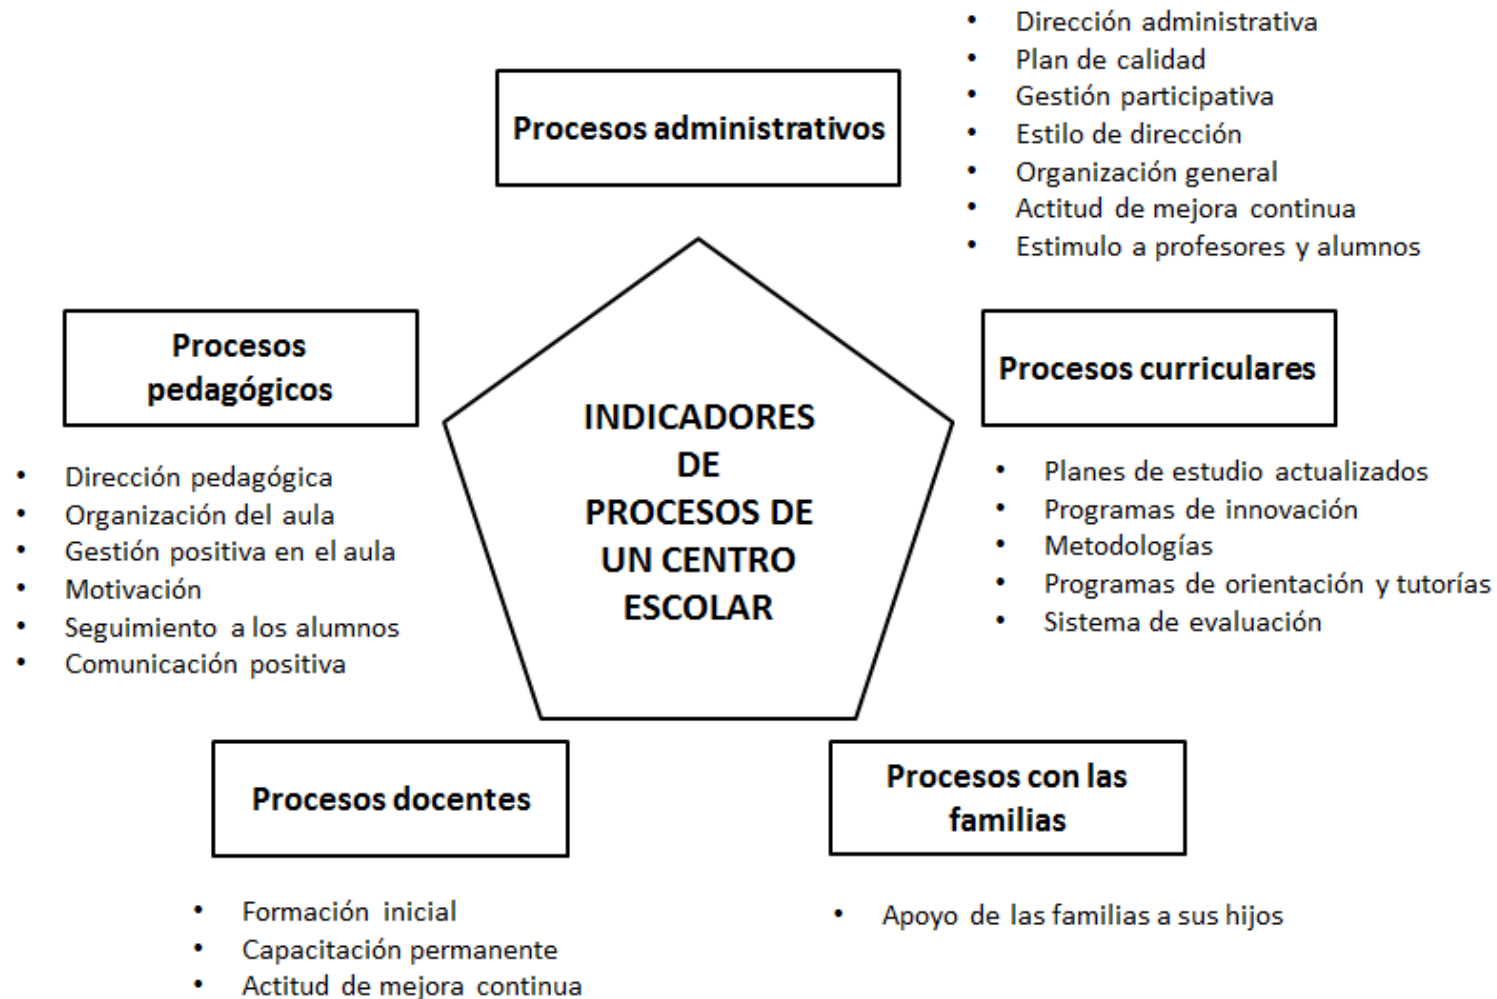 • Dirección administrativa
• Plan de calidad
• Gestión participativa
• Estilo de dirección
• Organización general
• Actitud de mejora continua
• Estimulo a profesores y alumnos
Procesos administrativos
Procesos
pedagógicos
• Dirección pedagógica
• Organización del aula
• Gestión positiva en el aula
• Motivación
• Seguimiento a los alumnos
• Comunicación positiva
INDICADORES
DE
PROCESOS DE
UN CENTRO
ESCOLAR
Procesos curriculares
• Planes de estudio actualizados
• Programas de innovación
• Metodologías
• Programas de orientación y tutorías
• Sistema de evaluación
Procesos docentes
• Formación inicial
• Capacitación permanente
• Actitud de mejora continua
Procesos con las
familias
• Apoyo de las familias a sus hijos